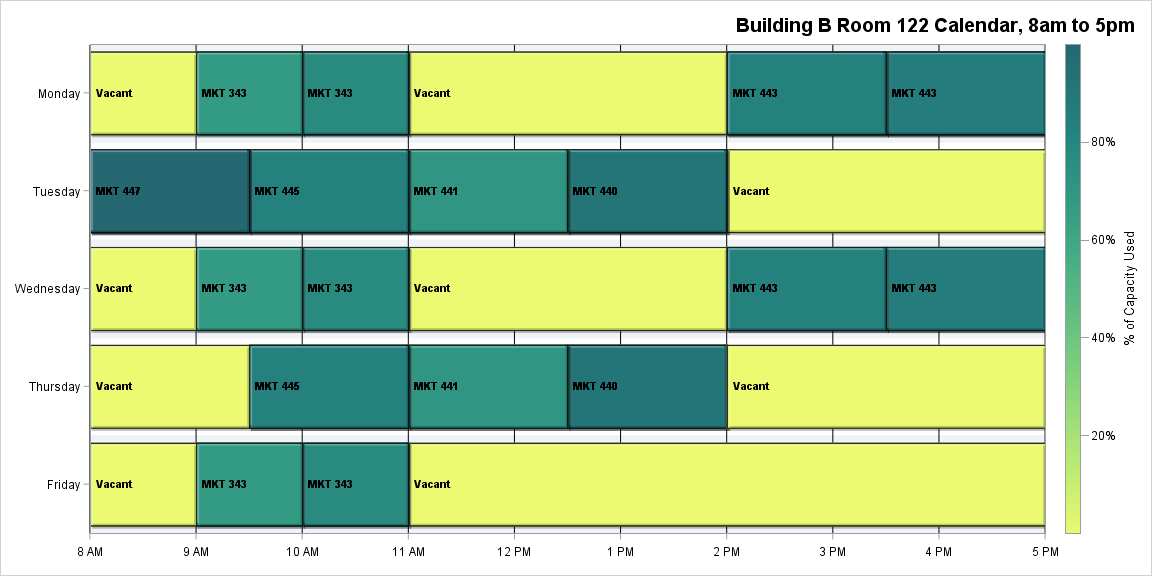 Building B Room 122 Calendar, 8am to 5pm
Monday
Vacant
MKT 343
MKT 343
Vacant
MKT 443
MKT 443
Tuesday
MKT 447
MKT 445
MKT 441
MKT 440
Vacant
Wednesday
Vacant
MKT 343
MKT 343
Vacant
MKT 443
MKT 443
Thursday
Vacant
MKT 445
MKT 441
MKT 440
Vacant
Friday
Vacant
MKT 343
MKT 343
Vacant
8 AM
9 AM
10 AM
11 AM
12 PM
1 PM
2 PM
3 PM
4 PM
5 PM
80%
60%
40%
20%
% of Capacity Used